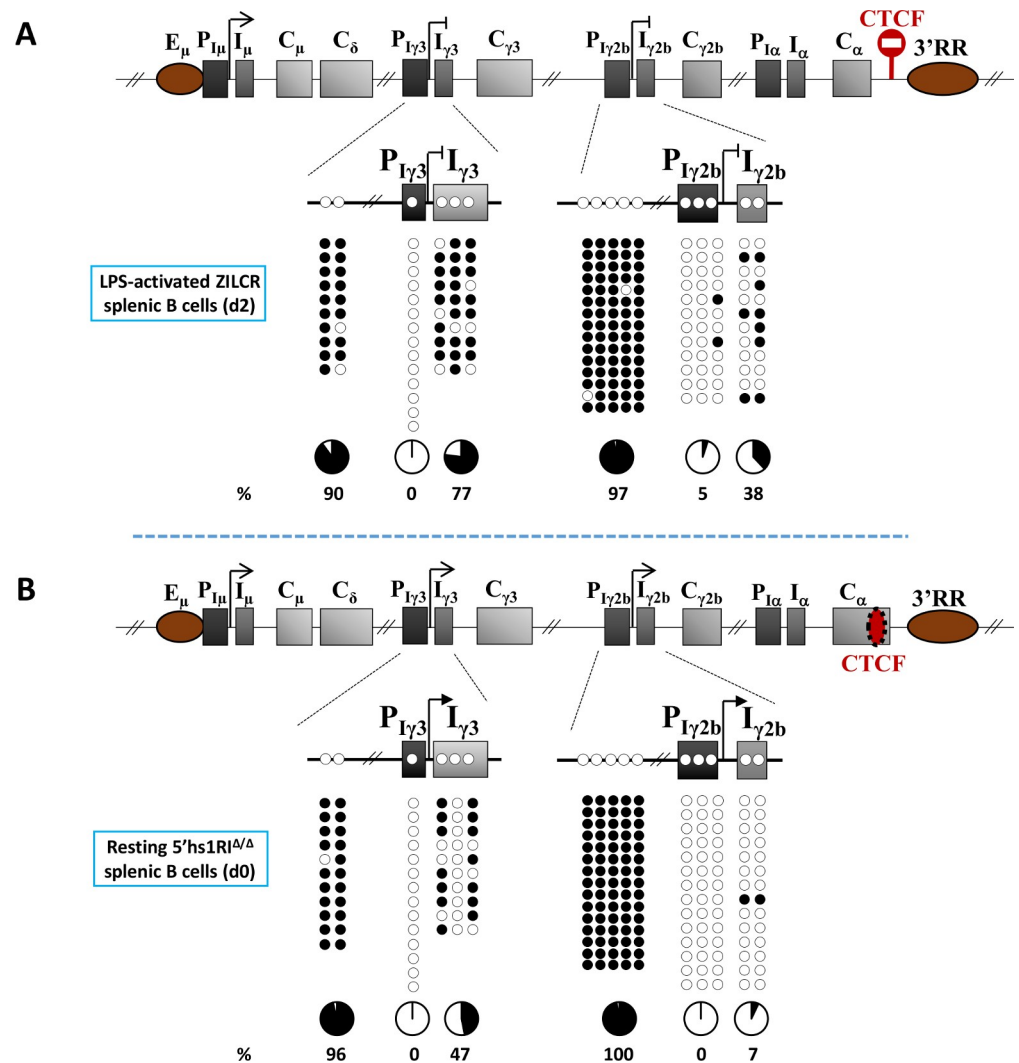 A
Eμ PIμ Iμ Cμ Cδ PIγ3 Iγ3 Cγ3 PIγ2b Iγ2b Cγ2b PIα Iα Cα CTCF 3'RR
PIγ3 Iγ3 PIγ2b Iγ2b
LPS-activated ZILCR
splenic B cells (d2)
% 90 0 77 97 5 38
B
Eμ PIμ Iμ Cμ Cδ PIγ3 Iγ3 Cγ3 PIγ2b Iγ2b Cγ2b PIα Iα Cα 3'RR
CTCF
PIγ3 Iγ3 PIγ2b Iγ2b
Resting 5'hs1RIΔ/Δ
splenic B cells (d0)
% 96 0 47 100 0 7